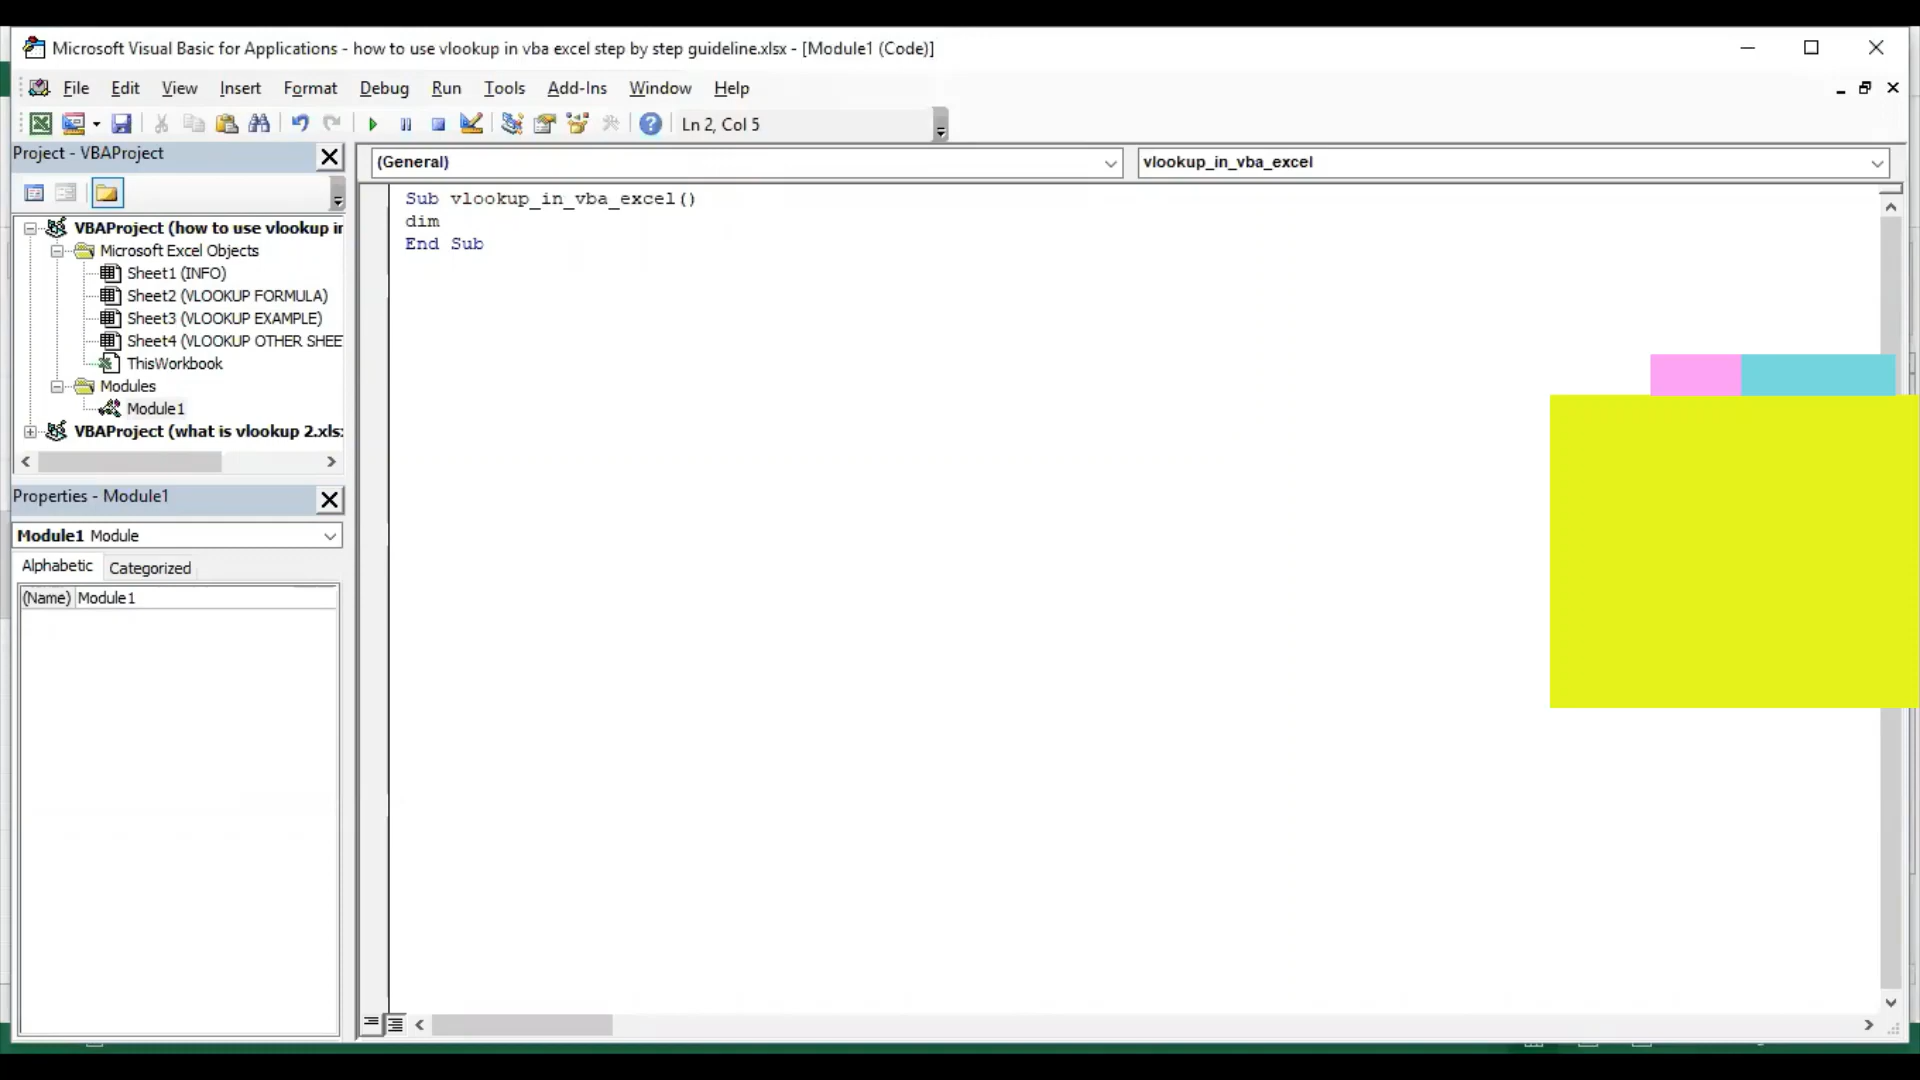 Microsoft Visual Basic for Applications - how to use vlookup in vba excel step by step guideline.xlsx - [Module1 (Code)]
File Edit View Insert Format Debug Run Tools Add-Ins Window Help
Ln 2, Col 5
Project - VBAProject
(General)
vlookup_in_vba_excel
Sub vlookup_in_vba_excel()
dim
End Sub
VBAProject (how to use vlookup in
Microsoft Excel Objects
Sheet1 (INFO)
Sheet2 (VLOOKUP FORMULA)
Sheet3 (VLOOKUP EXAMPLE)
Sheet4 (VLOOKUP OTHER SHEE
ThisWorkbook
Modules
Module1
VBAProject (what is vlookup 2.xls
Properties - Module1
Module1 Module
Alphabetic Categorized
(Name) Module1